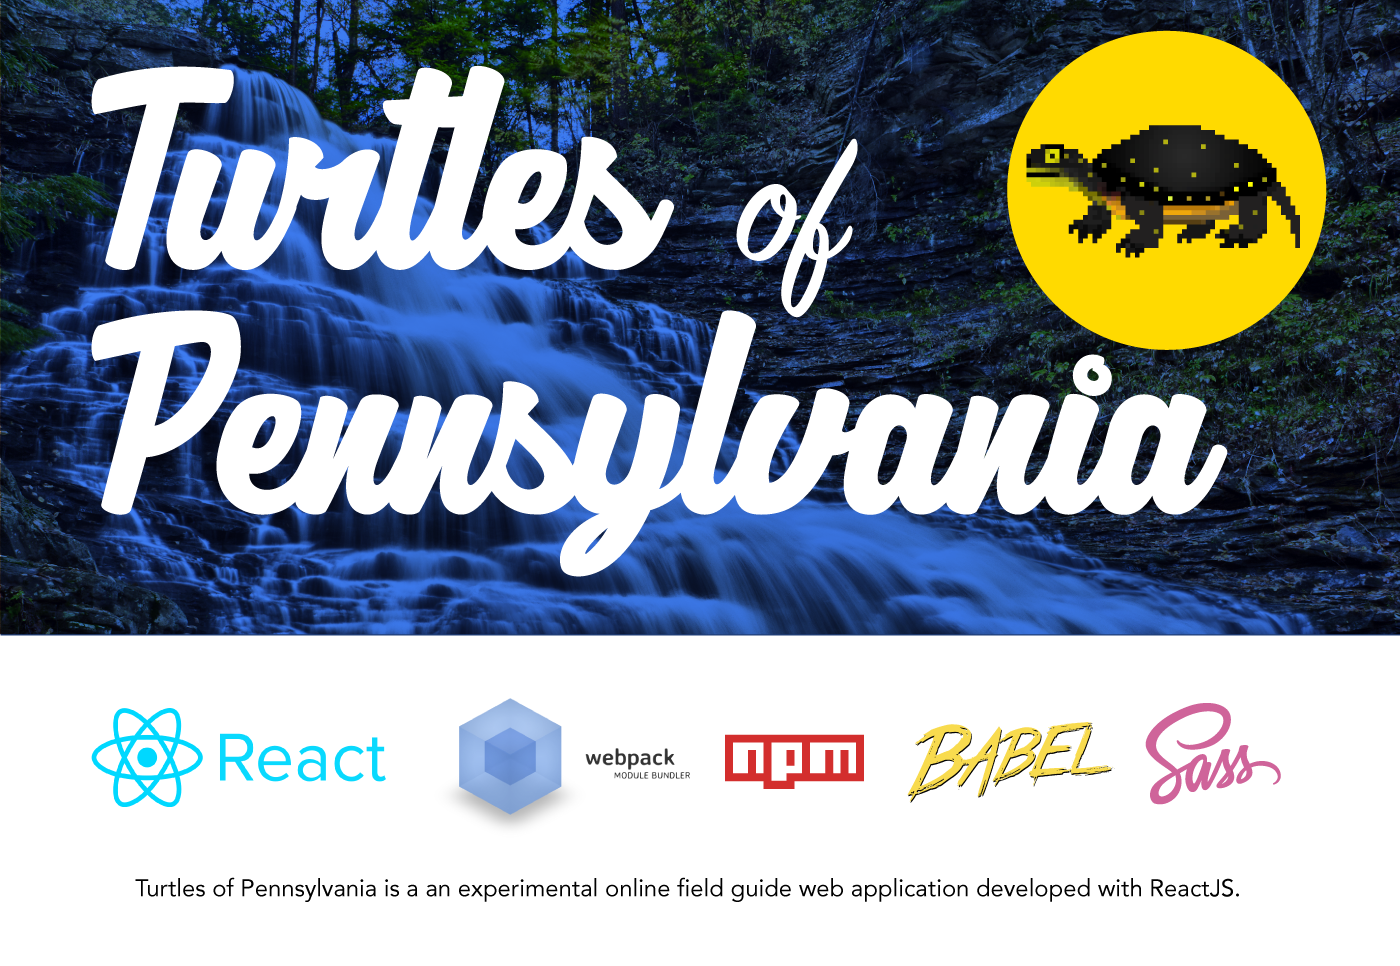 Turtles of
Pennsylvania
React
webpack
MODULE BUNDLER
npm
BABEL
Sass
Turtles of Pennsylvania is a an experimental online field guide web application developed with ReactJS.